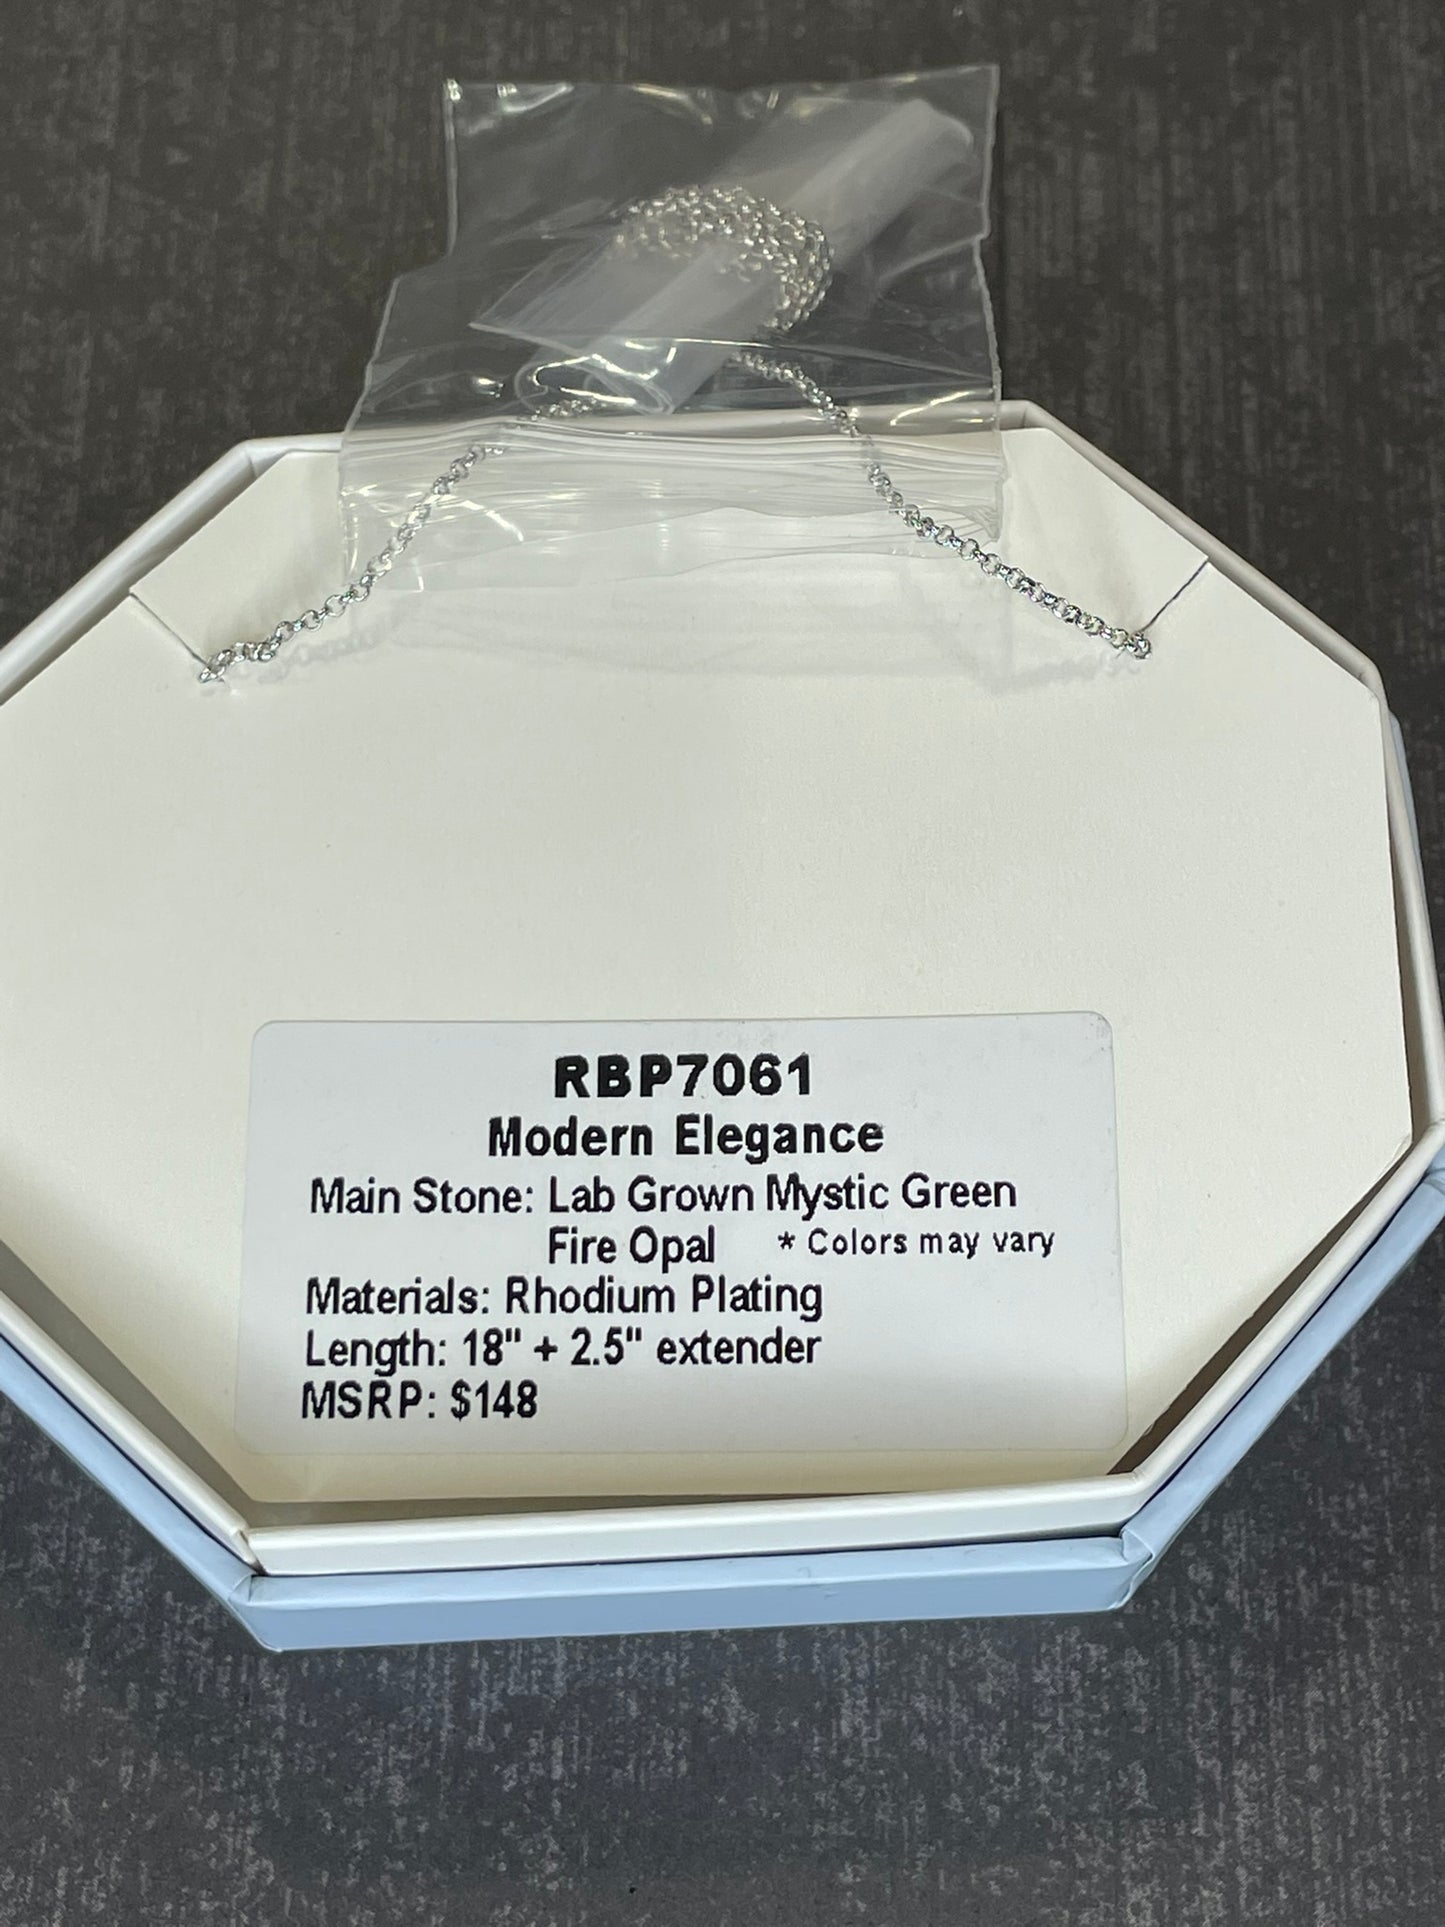 RBP7061
Modern Elegance
Main Stone: Lab Grown Mystic Green
Fire Opal * Colors may vary
Materials: Rhodium Plating
Length: 18" + 2.5" extender
MSRP: $148